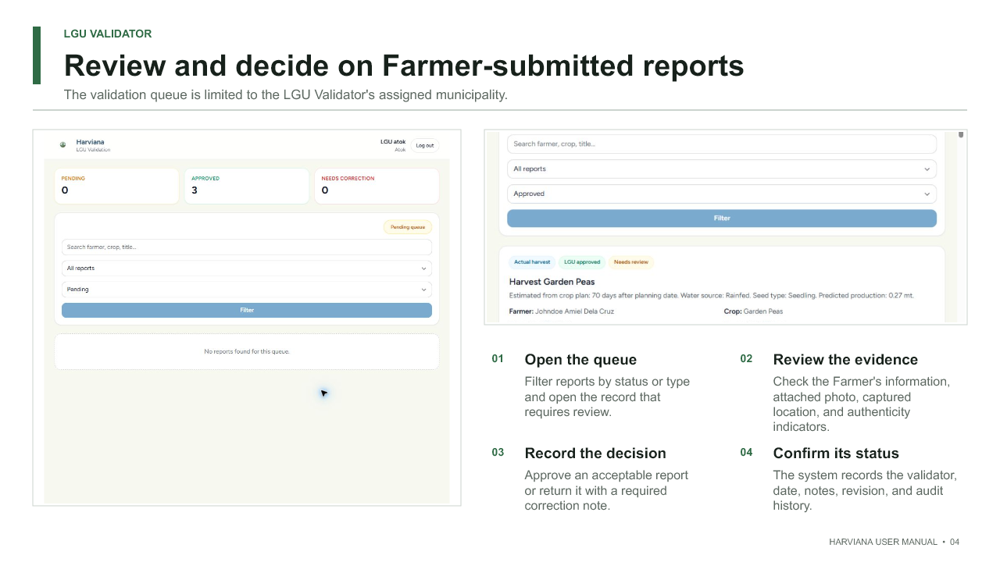 LGU VALIDATOR
Review and decide on Farmer-submitted reports
The validation queue is limited to the LGU Validator's assigned municipality.
Harviana
LGU Validation
LGU atok
Atok
Log out
PENDING
0
APPROVED
3
NEEDS CORRECTION
0
Pending queue
Search farmer, crop, title...
All reports
Pending
Filter
No reports found for this queue.
Search farmer, crop, title...
All reports
Approved
Filter
Actual harvest
LGU approved
Needs review
Harvest Garden Peas
Estimated from crop plan: 70 days after planning date. Water source: Rainfed. Seed type: Seedling. Predicted production: 0.27 mt.
Farmer: Johndoe Amiel Dela Cruz
Crop: Garden Peas
01
Open the queue
Filter reports by status or type
and open the record that
requires review.
02
Review the evidence
Check the Farmer's information,
attached photo, captured
location, and authenticity
indicators.
03
Record the decision
Approve an acceptable report
or return it with a required
correction note.
04
Confirm its status
The system records the validator,
date, notes, revision, and audit
history.
HARVIANA USER MANUAL • 04